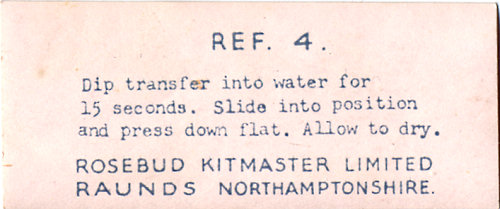 REF. 4.
Dip transfer into water for
15 seconds. Slide into position
and press down flat. Allow to dry.
ROSEBUD KITMASTER LIMITED
RAUNDS NORTHAMPTONSHIRE.